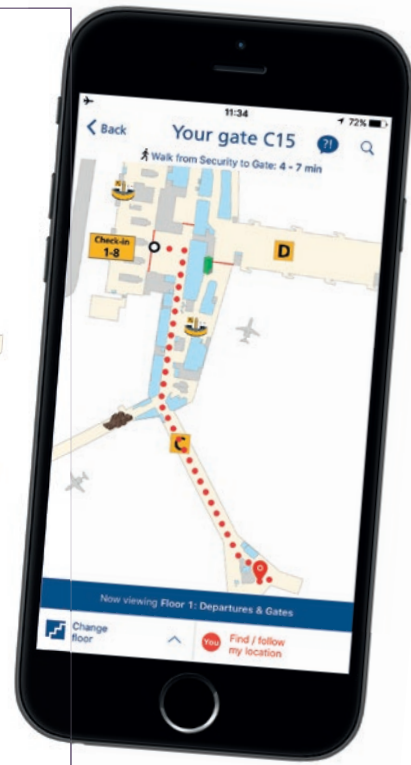 11:34
72%
Back
Your gate C15
?!
Walk from Security to Gate: 4 - 7 min
Check-in
1-8
D
C
Now viewing Floor 1: Departures & Gates
Change
floor
You
Find / follow
my location